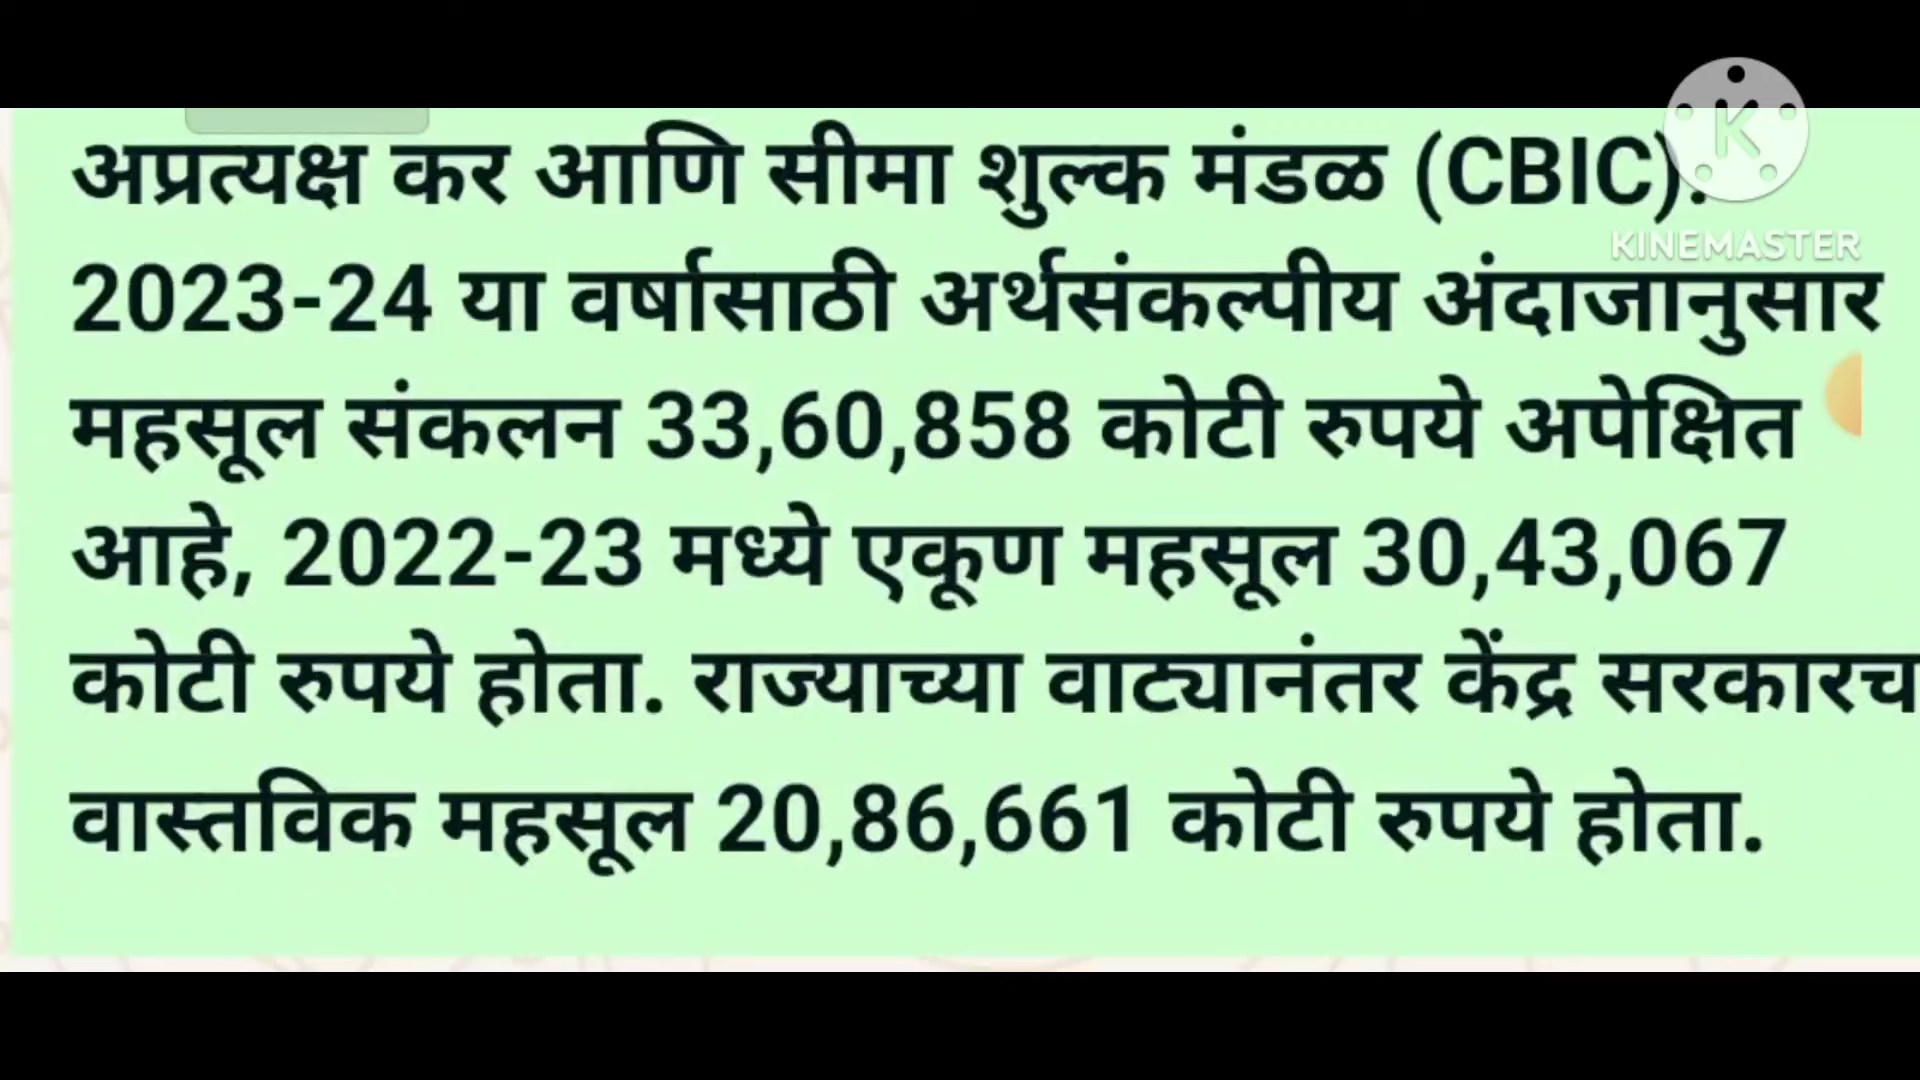 अप्रत्यक्ष कर आणि सीमा शुल्क मंडळ (CBIC).
K
KINEMASTER
2023-24 या वर्षासाठी अर्थसंकल्पीय अंदाजानुसार
महसूल संकलन 33,60,858 कोटी रुपये अपेक्षित
आहे, 2022-23 मध्ये एकूण महसूल 30,43,067
कोटी रुपये होता. राज्याच्या वाट्यानंतर केंद्र सरकारच
वास्तविक महसूल 20,86,661 कोटी रुपये होता.